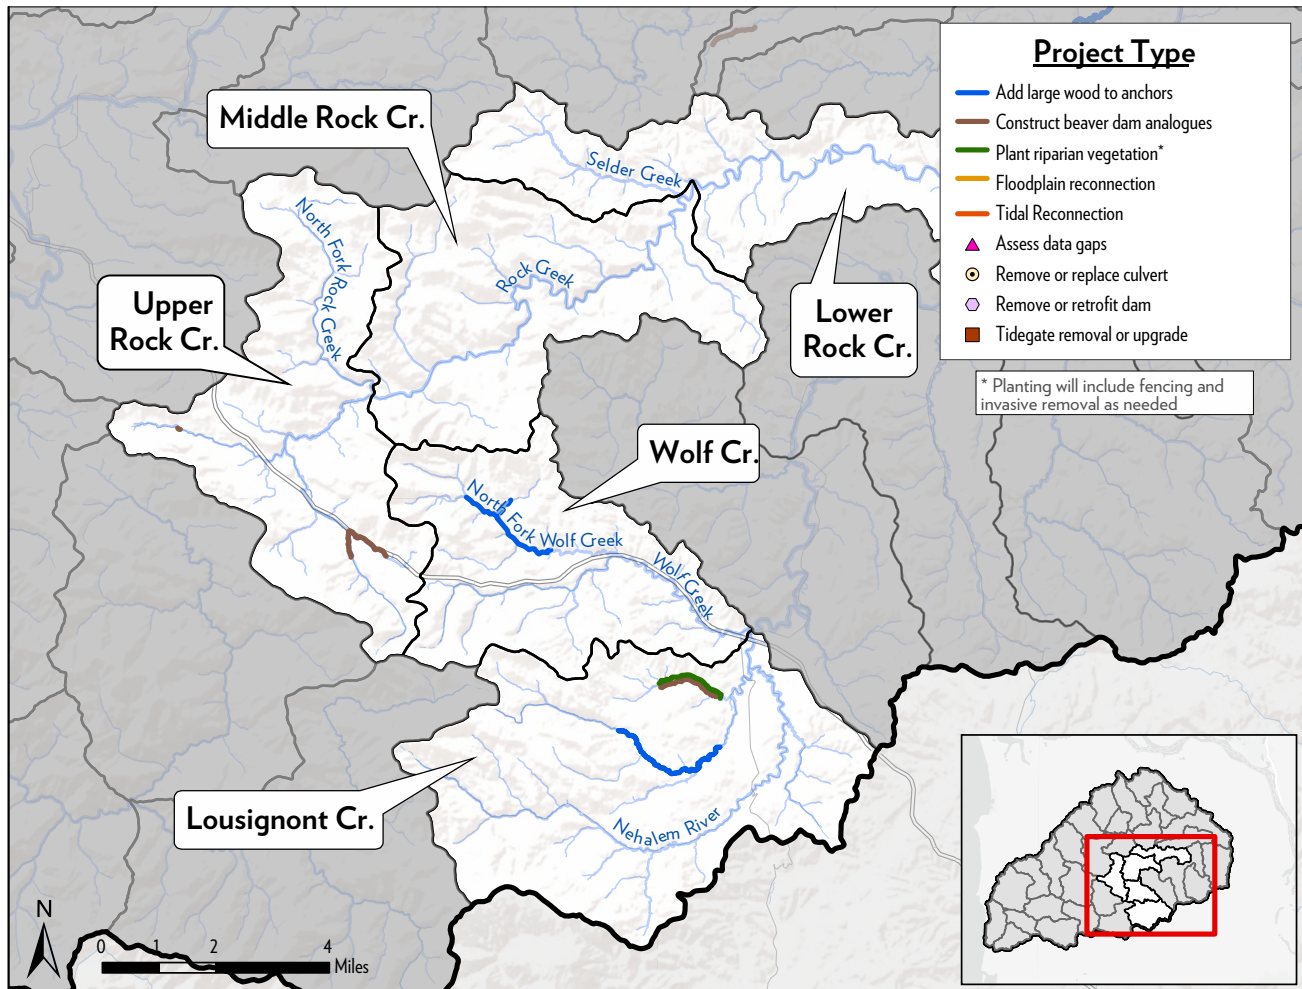 Project Type
Add large wood to anchors
Construct beaver dam analogues
Plant riparian vegetation*
Floodplain reconnection
Tidal Reconnection
Assess data gaps
Remove or replace culvert
Remove or retrofit dam
Tidegate removal or upgrade
* Planting will include fencing and
invasive removal as needed
Middle Rock Cr.
Selder Creek
North Fork Rock Creek
Rock Creek
Upper
Rock Cr.
Lower
Rock Cr.
Wolf Cr.
North Fork Wolf Creek
Wolf Creek
Lousignont Cr.
Nehalem River
N
0 1 2 4
Miles